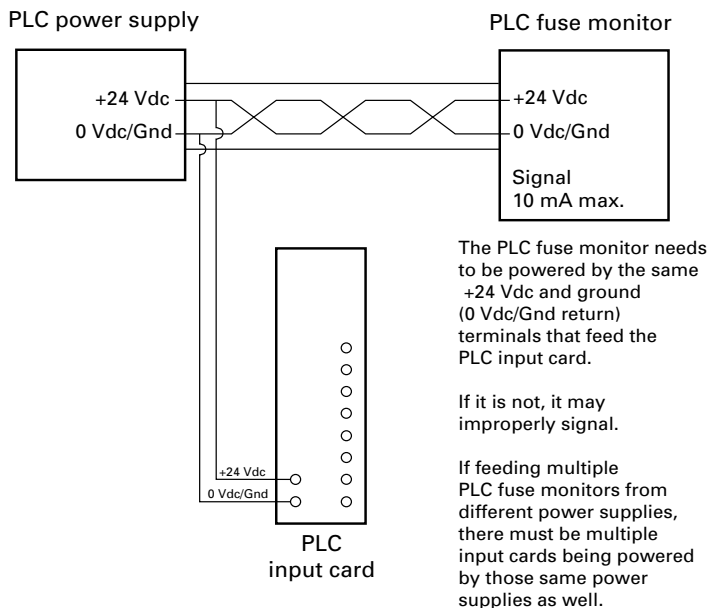 PLC power supply
PLC fuse monitor
+24 Vdc
0 Vdc/Gnd
+24 Vdc
0 Vdc/Gnd
Signal
10 mA max.
The PLC fuse monitor needs
to be powered by the same
+24 Vdc and ground
(0 Vdc/Gnd return)
terminals that feed the
PLC input card.
If it is not, it may
improperly signal.
If feeding multiple
PLC fuse monitors from
different power supplies,
there must be multiple
input cards being powered
by those same power
supplies as well.
+24 Vdc
0 Vdc/Gnd
PLC
input card